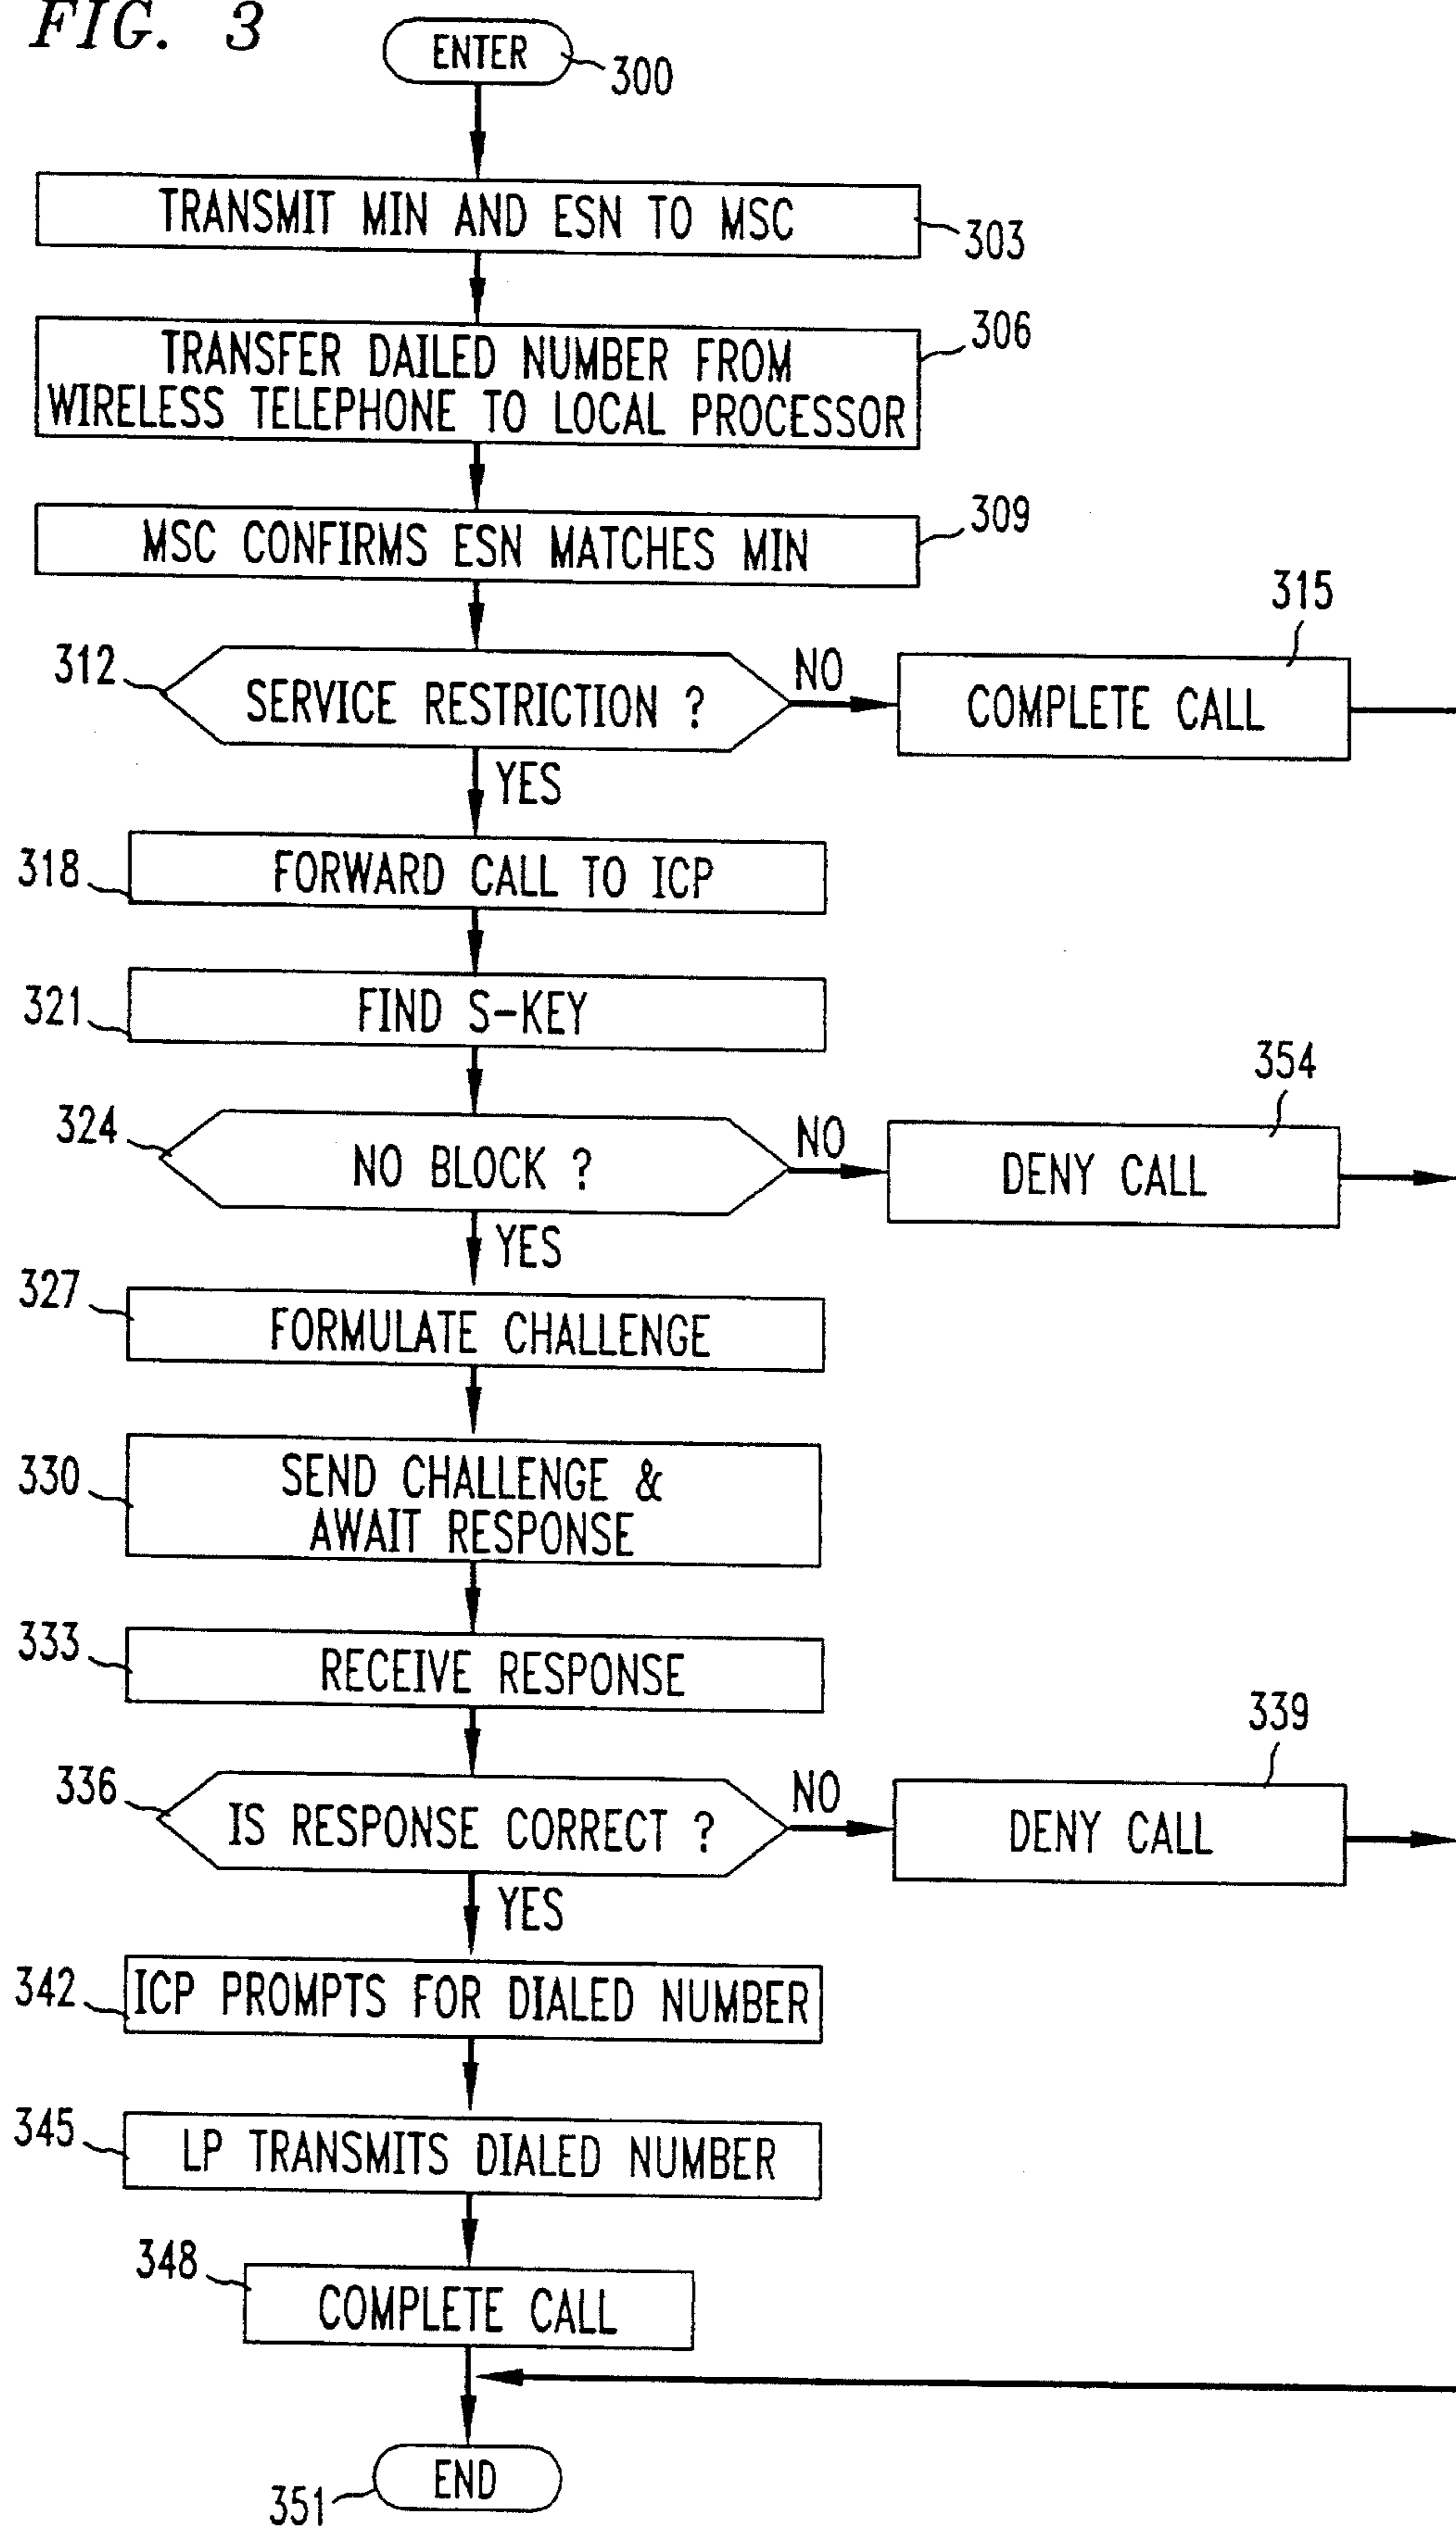 FIG. 3
ENTER
300
TRANSMIT MIN AND ESN TO MSC
303
TRANSFER DAILED NUMBER FROM
WIRELESS TELEPHONE TO LOCAL PROCESSOR
306
MSC CONFIRMS ESN MATCHES MIN
309
312
SERVICE RESTRICTION ?
NO
COMPLETE CALL
315
YES
318
FORWARD CALL TO ICP
321
FIND S-KEY
324
NO BLOCK ?
NO
DENY CALL
354
YES
327
FORMULATE CHALLENGE
330
SEND CHALLENGE &
AWAIT RESPONSE
333
RECEIVE RESPONSE
336
IS RESPONSE CORRECT ?
NO
DENY CALL
339
YES
342
ICP PROMPTS FOR DIALED NUMBER
345
LP TRANSMITS DIALED NUMBER
348
COMPLETE CALL
END
351